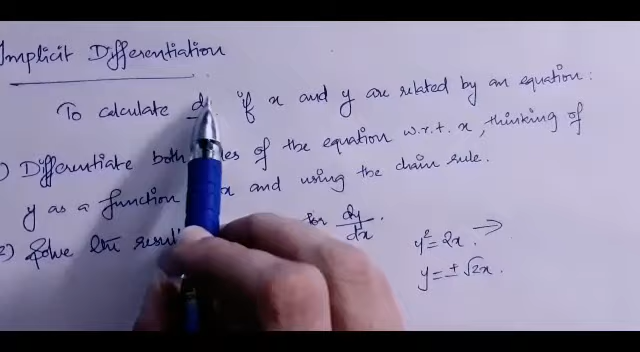 Implicit Differentiation
To calculate if x and y are related by an equation:
) Differentiate both of the equation w.r.t. x, thinking of
y as a function x and using the chain rule.
2) Solve the for dy/dx.
y² = 2x. →
y = ± √2x.